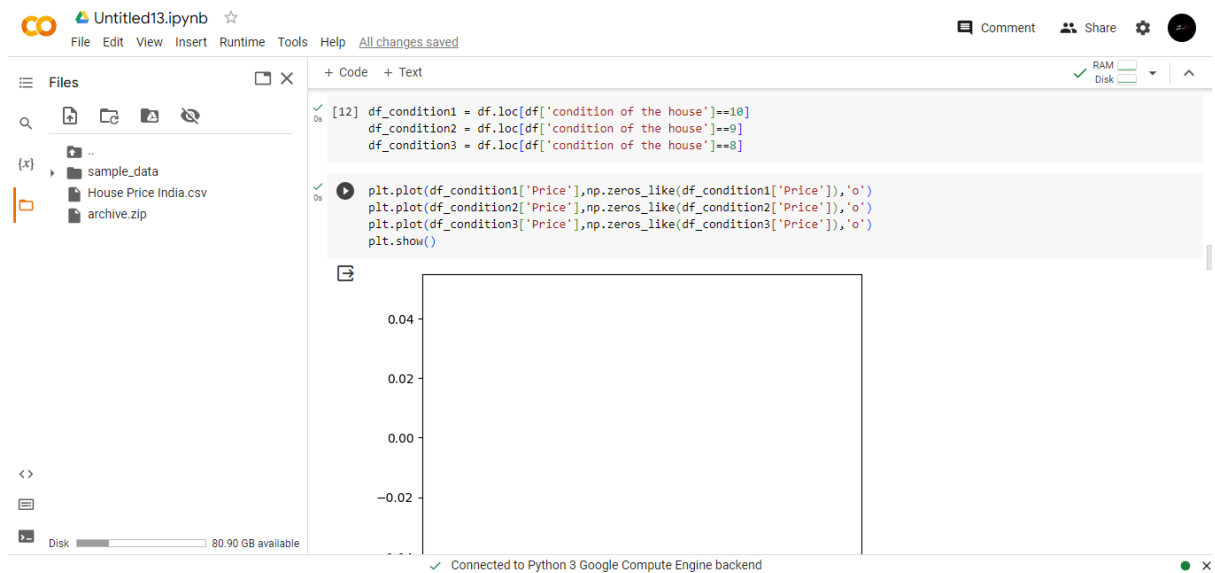 Untitled13.ipynb
File Edit View Insert Runtime Tools Help All changes saved
Comment Share
Files
+ Code + Text
RAM
Disk
..
sample_data
House Price India.csv
archive.zip
{x}
<>
0s [12] df_condition1 = df.loc[df['condition of the house']==10]
df_condition2 = df.loc[df['condition of the house']==9]
df_condition3 = df.loc[df['condition of the house']==8]
0s plt.plot(df_condition1['Price'],np.zeros_like(df_condition1['Price']),'o')
plt.plot(df_condition2['Price'],np.zeros_like(df_condition2['Price']),'o')
plt.plot(df_condition3['Price'],np.zeros_like(df_condition3['Price']),'o')
plt.show()
0.04
0.02
0.00
−0.02
Disk 80.90 GB available
Connected to Python 3 Google Compute Engine backend